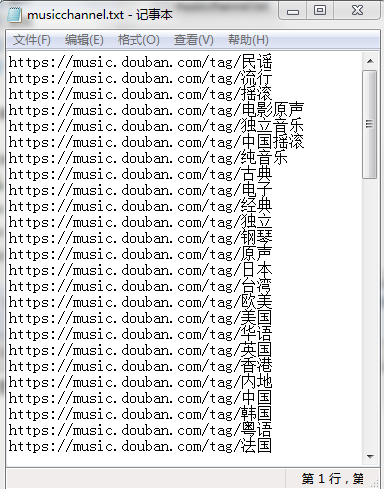 musicchannel.txt - 记事本
文件(F) 编辑(E) 格式(O) 查看(V) 帮助(H)
https://music.douban.com/tag/民谣
https://music.douban.com/tag/流行
https://music.douban.com/tag/摇滚
https://music.douban.com/tag/电影原声
https://music.douban.com/tag/独立音乐
https://music.douban.com/tag/中国摇滚
https://music.douban.com/tag/纯音乐
https://music.douban.com/tag/古典
https://music.douban.com/tag/电子
https://music.douban.com/tag/经典
https://music.douban.com/tag/独立
https://music.douban.com/tag/钢琴
https://music.douban.com/tag/原声
https://music.douban.com/tag/日本
https://music.douban.com/tag/台湾
https://music.douban.com/tag/欧美
https://music.douban.com/tag/美国
https://music.douban.com/tag/华语
https://music.douban.com/tag/英国
https://music.douban.com/tag/香港
https://music.douban.com/tag/内地
https://music.douban.com/tag/中国
https://music.douban.com/tag/韩国
https://music.douban.com/tag/粤语
https://music.douban.com/tag/法国
第 1 行，第